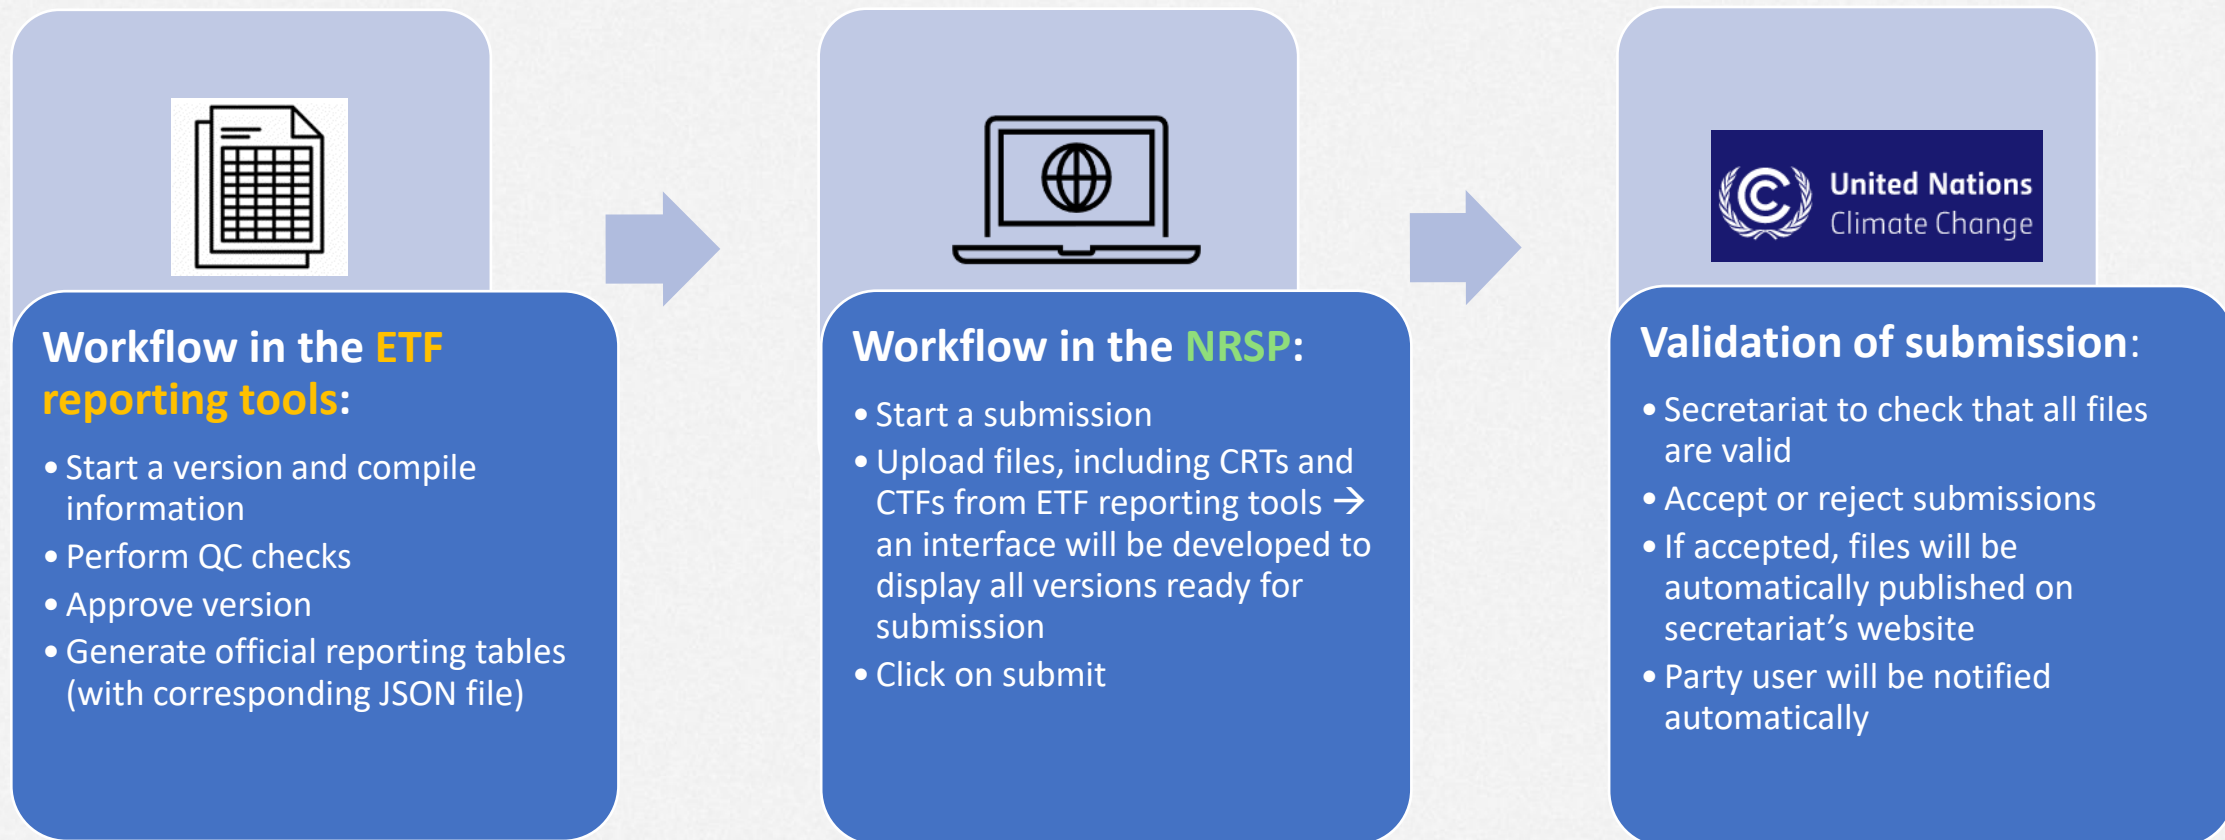 Workflow in the ETF
reporting tools:
• Start a version and compile
information
• Perform QC checks
• Approve version
• Generate official reporting tables
(with corresponding JSON file)
Workflow in the NRSP:
• Start a submission
• Upload files, including CRTs and
CTFs from ETF reporting tools →
an interface will be developed to
display all versions ready for
submission
• Click on submit
United Nations
Climate Change
Validation of submission:
• Secretariat to check that all files
are valid
• Accept or reject submissions
• If accepted, files will be
automatically published on
secretariat’s website
• Party user will be notified
automatically